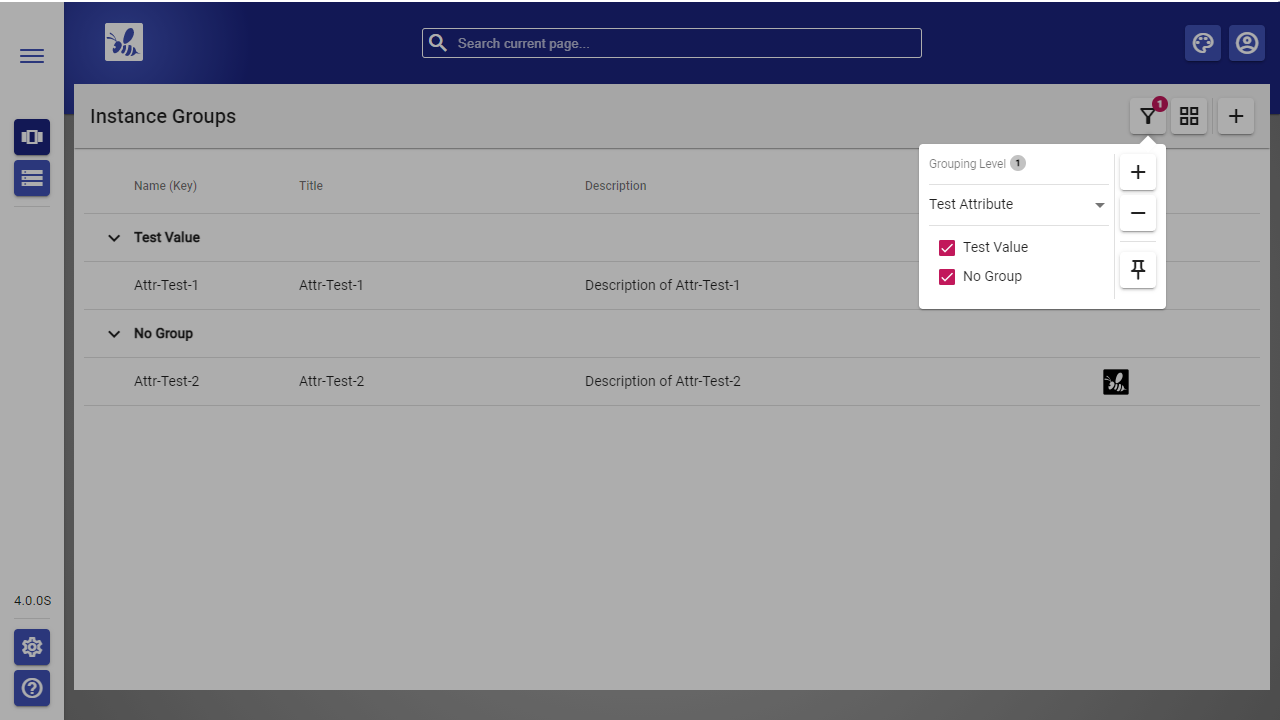 Search current page...
Instance Groups
1
Grouping Level 1
Test Attribute
Test Value
No Group
Name (Key) Title Description
Test Value
Attr-Test-1 Attr-Test-1 Description of Attr-Test-1
No Group
Attr-Test-2 Attr-Test-2 Description of Attr-Test-2
4.0.0S